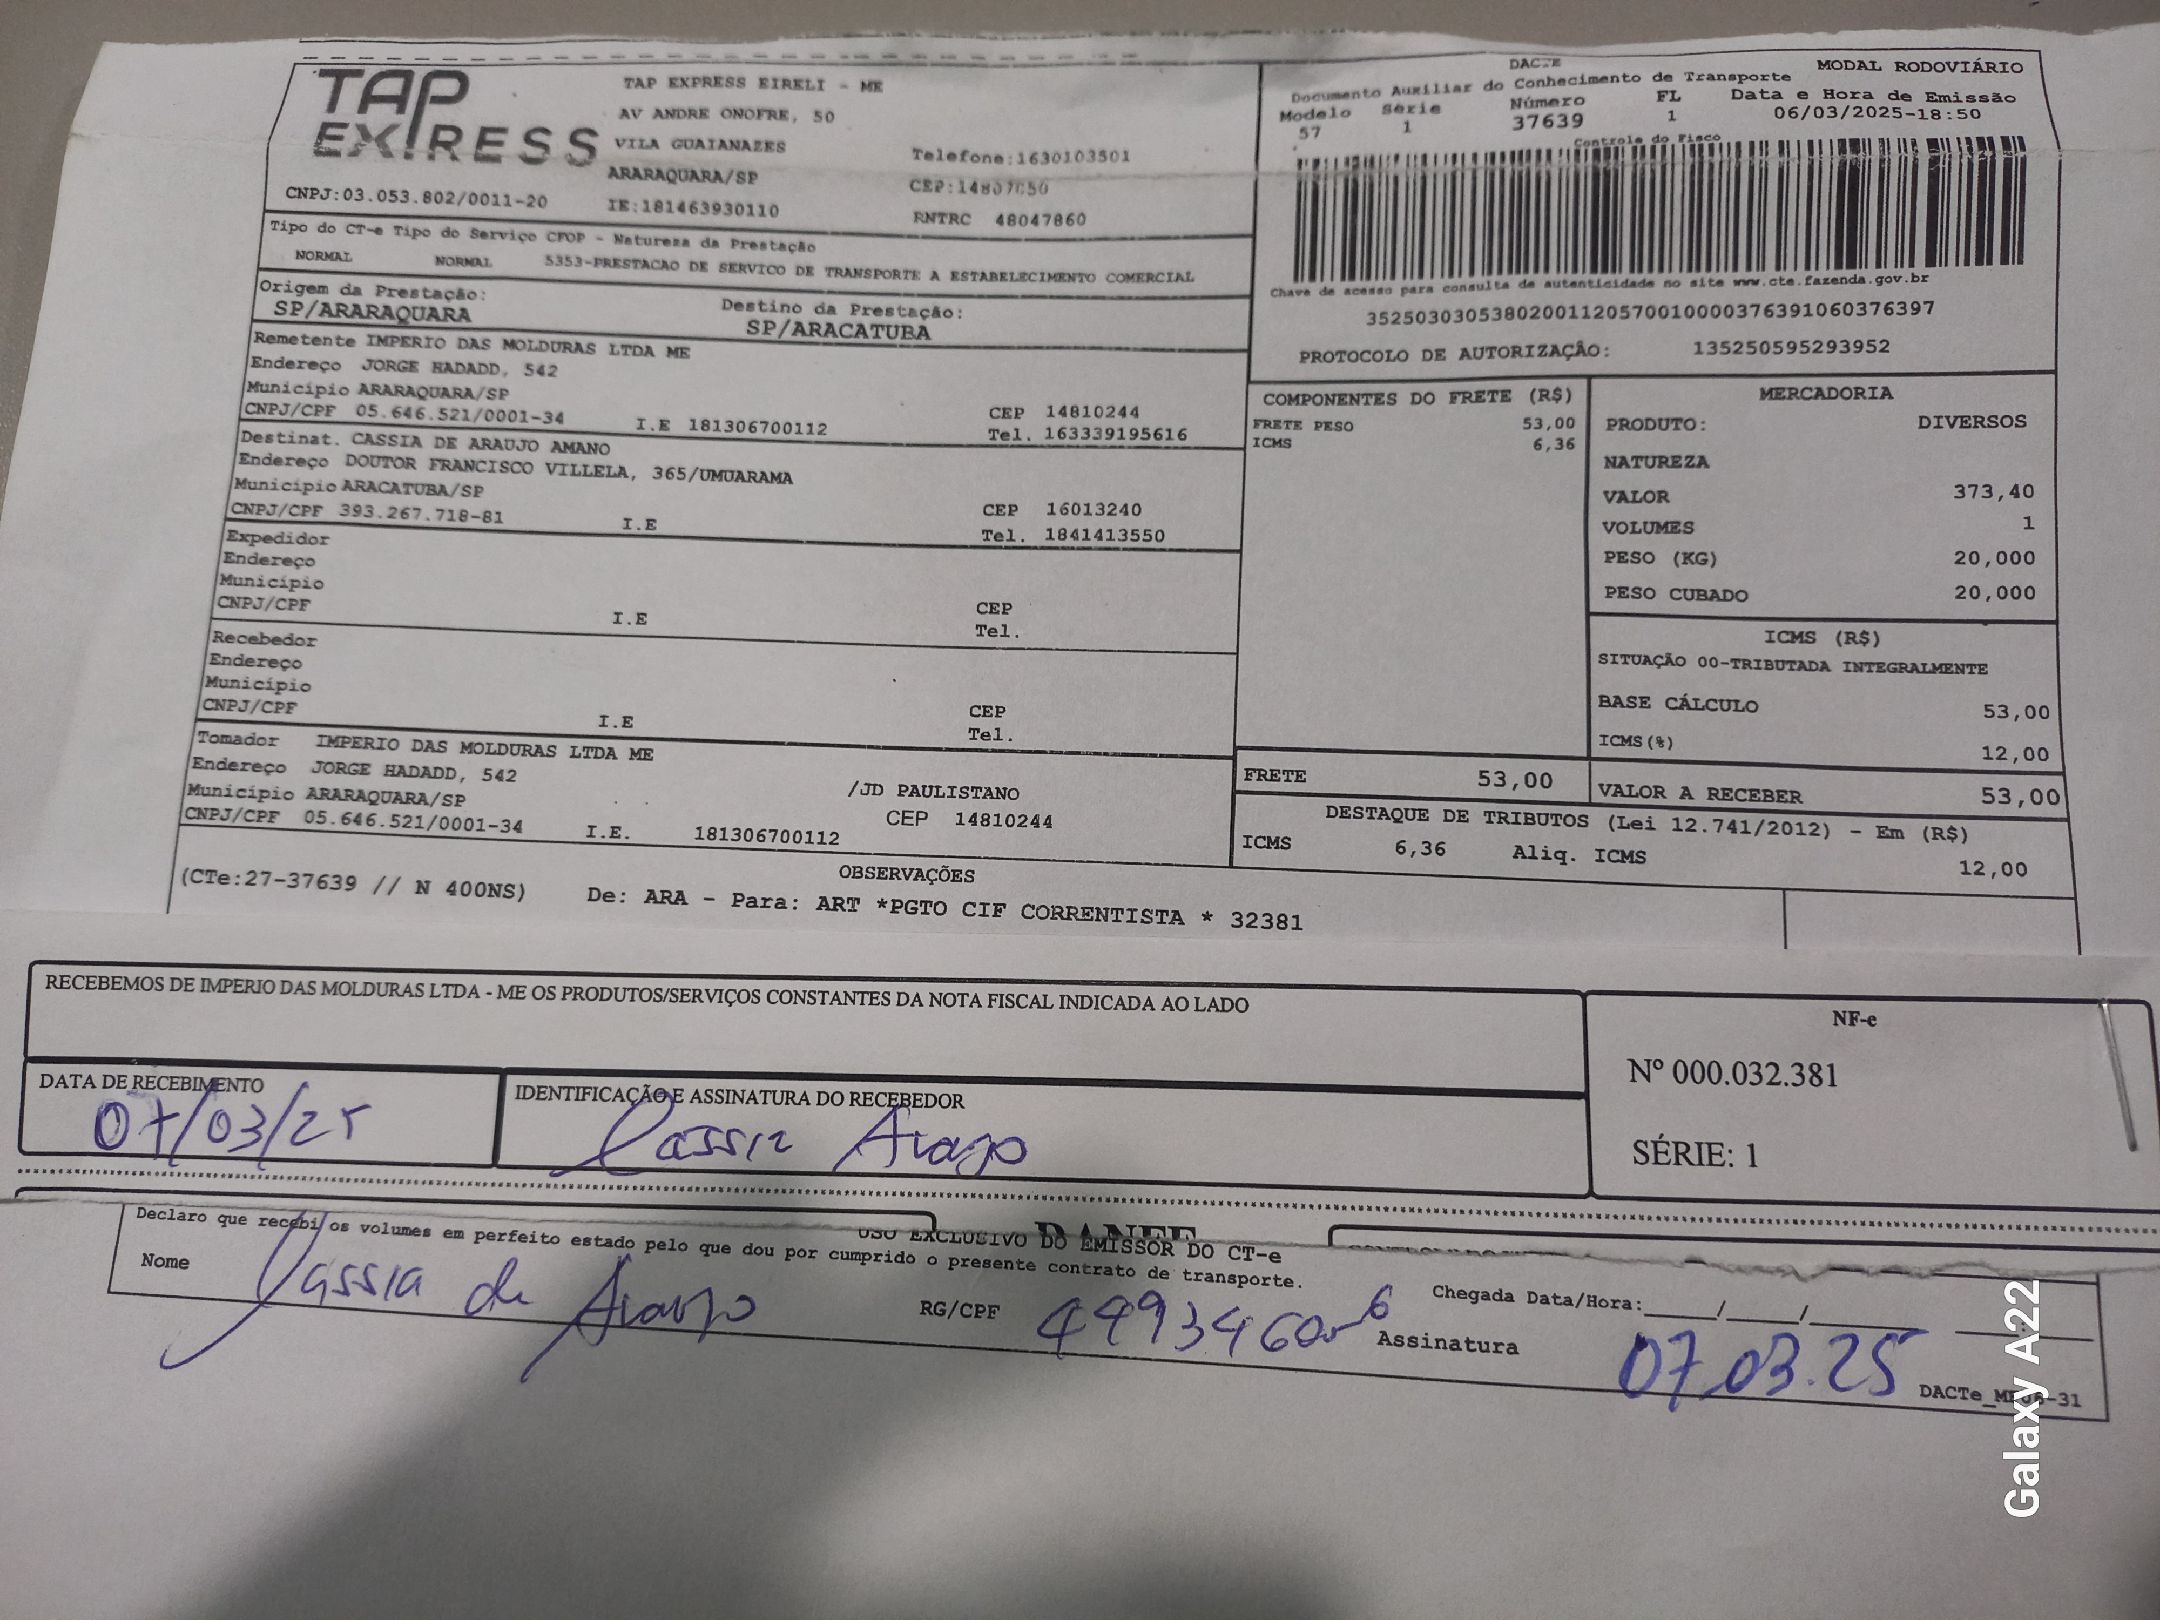 TAP EXPRESS
TAP EXPRESS EIRELI - ME
AV ANDRE ONOFRE, 50
VILA GUAIANAZES Telefone:1630103501
ARARAQUARA/SP CEP:14807050
CNPJ:03.053.802/0011-20 IE:181463930110 RNTRC 48047860
DACTE MODAL RODOVIÁRIO
Documento Auxiliar do Conhecimento de Transporte
Modelo Série Número FL Data e Hora de Emissão
57 1 37639 1 06/03/2025-18:50
Controle do Fisco
Chave de acesso para consulta de autenticidade no site www.cte.fazenda.gov.br
35250303053802001120570010000376391060376397
PROTOCOLO DE AUTORIZAÇÃO: 135250595293952
Tipo do CT-e Tipo do Serviço CFOP - Natureza da Prestação
NORMAL NORMAL 5353-PRESTACAO DE SERVICO DE TRANSPORTE A ESTABELECIMENTO COMERCIAL
Origem da Prestação: Destino da Prestação:
SP/ARARAQUARA SP/ARACATUBA
Remetente IMPERIO DAS MOLDURAS LTDA ME
Endereço JORGE HADADD, 542
Município ARARAQUARA/SP CEP 14810244
CNPJ/CPF 05.646.521/0001-34 I.E 181306700112 Tel. 163339195616
Destinat. CASSIA DE ARAUJO AMANO
Endereço DOUTOR FRANCISCO VILLELA, 365/UMUARAMA
Município ARACATUBA/SP CEP 16013240
CNPJ/CPF 393.267.718-81 I.E Tel. 1841413550
Expedidor
Endereço
Município CEP
CNPJ/CPF I.E Tel.
Recebedor
Endereço
Município CEP
CNPJ/CPF I.E Tel.
Tomador IMPERIO DAS MOLDURAS LTDA ME
Endereço JORGE HADADD, 542 /JD PAULISTANO
Município ARARAQUARA/SP CEP 14810244
CNPJ/CPF 05.646.521/0001-34 I.E. 181306700112
COMPONENTES DO FRETE (R$)
FRETE PESO 53,00
ICMS 6,36
MERCADORIA
PRODUTO: DIVERSOS
NATUREZA
VALOR 373,40
VOLUMES 1
PESO (KG) 20,000
PESO CUBADO 20,000
ICMS (R$)
SITUAÇÃO 00-TRIBUTADA INTEGRALMENTE
BASE CÁLCULO 53,00
ICMS(%) 12,00
FRETE 53,00 VALOR A RECEBER 53,00
DESTAQUE DE TRIBUTOS (Lei 12.741/2012) - Em (R$)
ICMS 6,36 Aliq. ICMS 12,00
OBSERVAÇÕES
(CTe:27-37639 // N 400NS) De: ARA - Para: ART *PGTO CIF CORRENTISTA * 32381
RECEBEMOS DE IMPERIO DAS MOLDURAS LTDA - ME OS PRODUTOS/SERVIÇOS CONSTANTES DA NOTA FISCAL INDICADA AO LADO
NF-e
Nº 000.032.381
SÉRIE: 1
DATA DE RECEBIMENTO IDENTIFICAÇÃO E ASSINATURA DO RECEBEDOR
07/03/25 Cassia Araujo
DANFE
USO EXCLUSIVO DO EMISSOR DO CT-e
Declaro que recebi os volumes em perfeito estado pelo que dou por cumprido o presente contrato de transporte.
Nome Cassia de Araujo RG/CPF Chegada Data/Hora:____/____/____
Assinatura 07.03.25
Galaxy A22